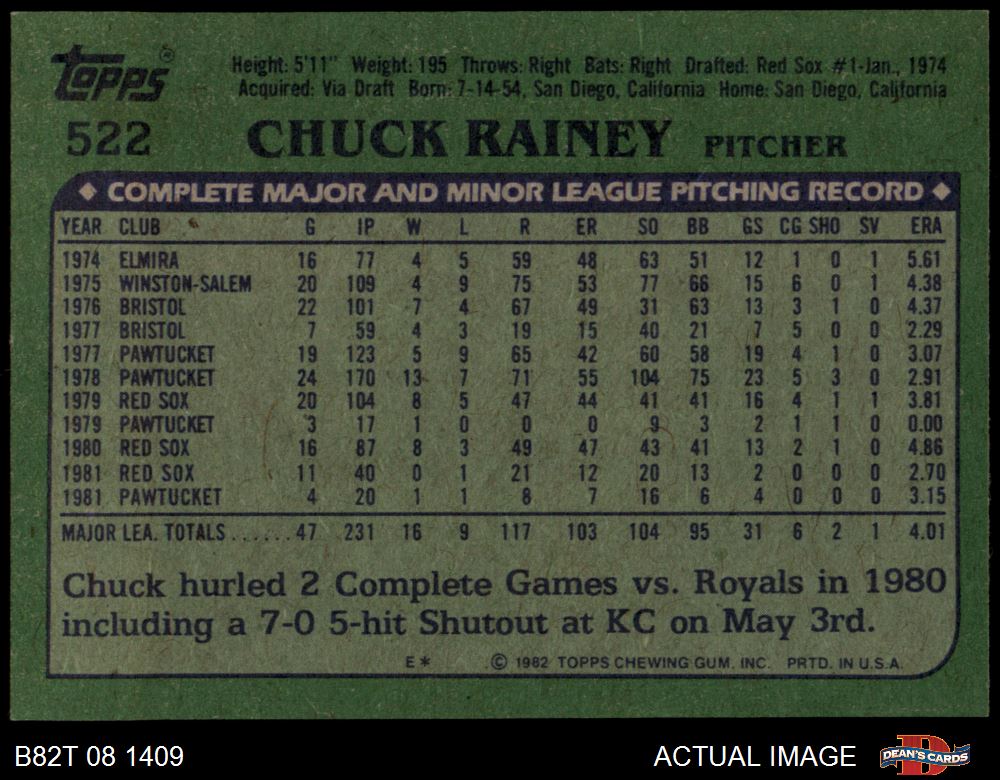 Topps®
Height: 5'11" Weight: 195 Throws: Right Bats: Right Drafted: Red Sox #1-Jan., 1974
Acquired: Via Draft Born: 7-14-54, San Diego, California Home: San Diego, California
522 CHUCK RAINEY PITCHER
◆ COMPLETE MAJOR AND MINOR LEAGUE PITCHING RECORD ◆
YEAR CLUB G IP W L R ER SO BB GS CG SHO SV ERA
1974 ELMIRA 16 77 4 5 59 48 63 51 12 1 0 1 5.61
1975 WINSTON-SALEM 20 109 4 9 75 53 77 66 15 6 0 1 4.38
1976 BRISTOL 22 101 7 4 67 49 31 63 13 3 1 0 4.37
1977 BRISTOL 7 59 4 3 19 15 40 21 7 5 0 0 2.29
1977 PAWTUCKET 19 123 5 9 65 42 60 58 19 4 1 0 3.07
1978 PAWTUCKET 24 170 13 7 71 55 104 75 23 5 3 0 2.91
1979 RED SOX 20 104 8 5 47 44 41 41 16 4 1 1 3.81
1979 PAWTUCKET 3 17 1 0 0 0 9 3 2 1 1 0 0.00
1980 RED SOX 16 87 8 3 49 47 43 41 13 2 1 0 4.86
1981 RED SOX 11 40 0 1 21 12 20 13 2 0 0 0 2.70
1981 PAWTUCKET 4 20 1 1 8 7 16 6 4 0 0 0 3.15
MAJOR LEA. TOTALS......47 231 16 9 117 103 104 95 31 6 2 1 4.01
Chuck hurled 2 Complete Games vs. Royals in 1980
including a 7-0 5-hit Shutout at KC on May 3rd.
E* © 1982 TOPPS CHEWING GUM, INC. PRTD. IN U.S.A.
B82T 08 1409 ACTUAL IMAGE DEAN'S CARDS